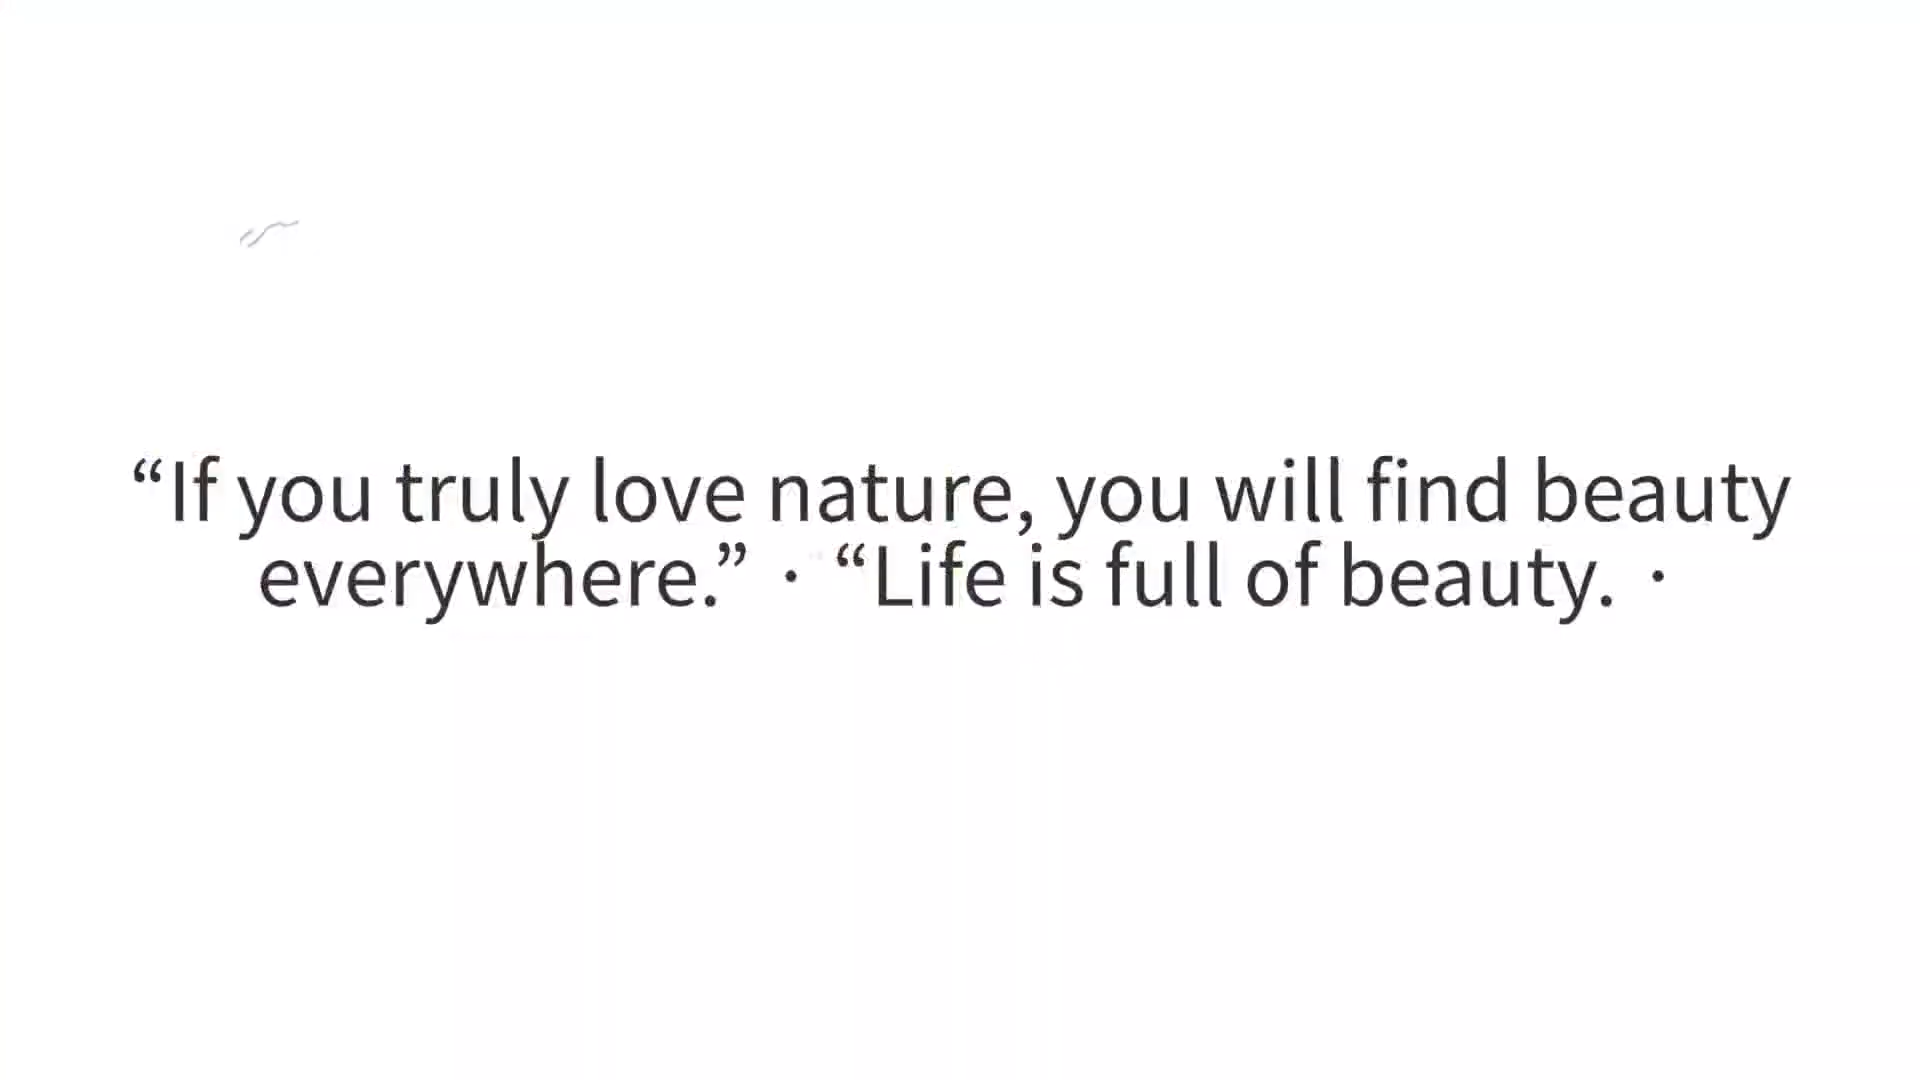 “If you truly love nature, you will find beauty
everywhere.” · “Life is full of beauty. ·